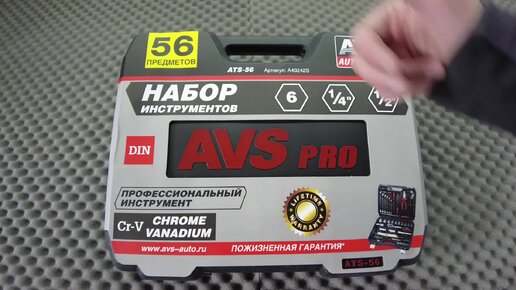 56
ПРЕДМЕТОВ
ATS-56 Артикул: A40242S
НАБОР
ИНСТРУМЕНТОВ
6 1/4" 1/2"
DIN
AVS PRO
ПРОФЕССИОНАЛЬНЫЙ
ИНСТРУМЕНТ
LIFETIME
WARRANTY
Cr-V CHROME
VANADIUM
www.avs-auto.ru ПОЖИЗНЕННАЯ ГАРАНТИЯ*
ATS-56